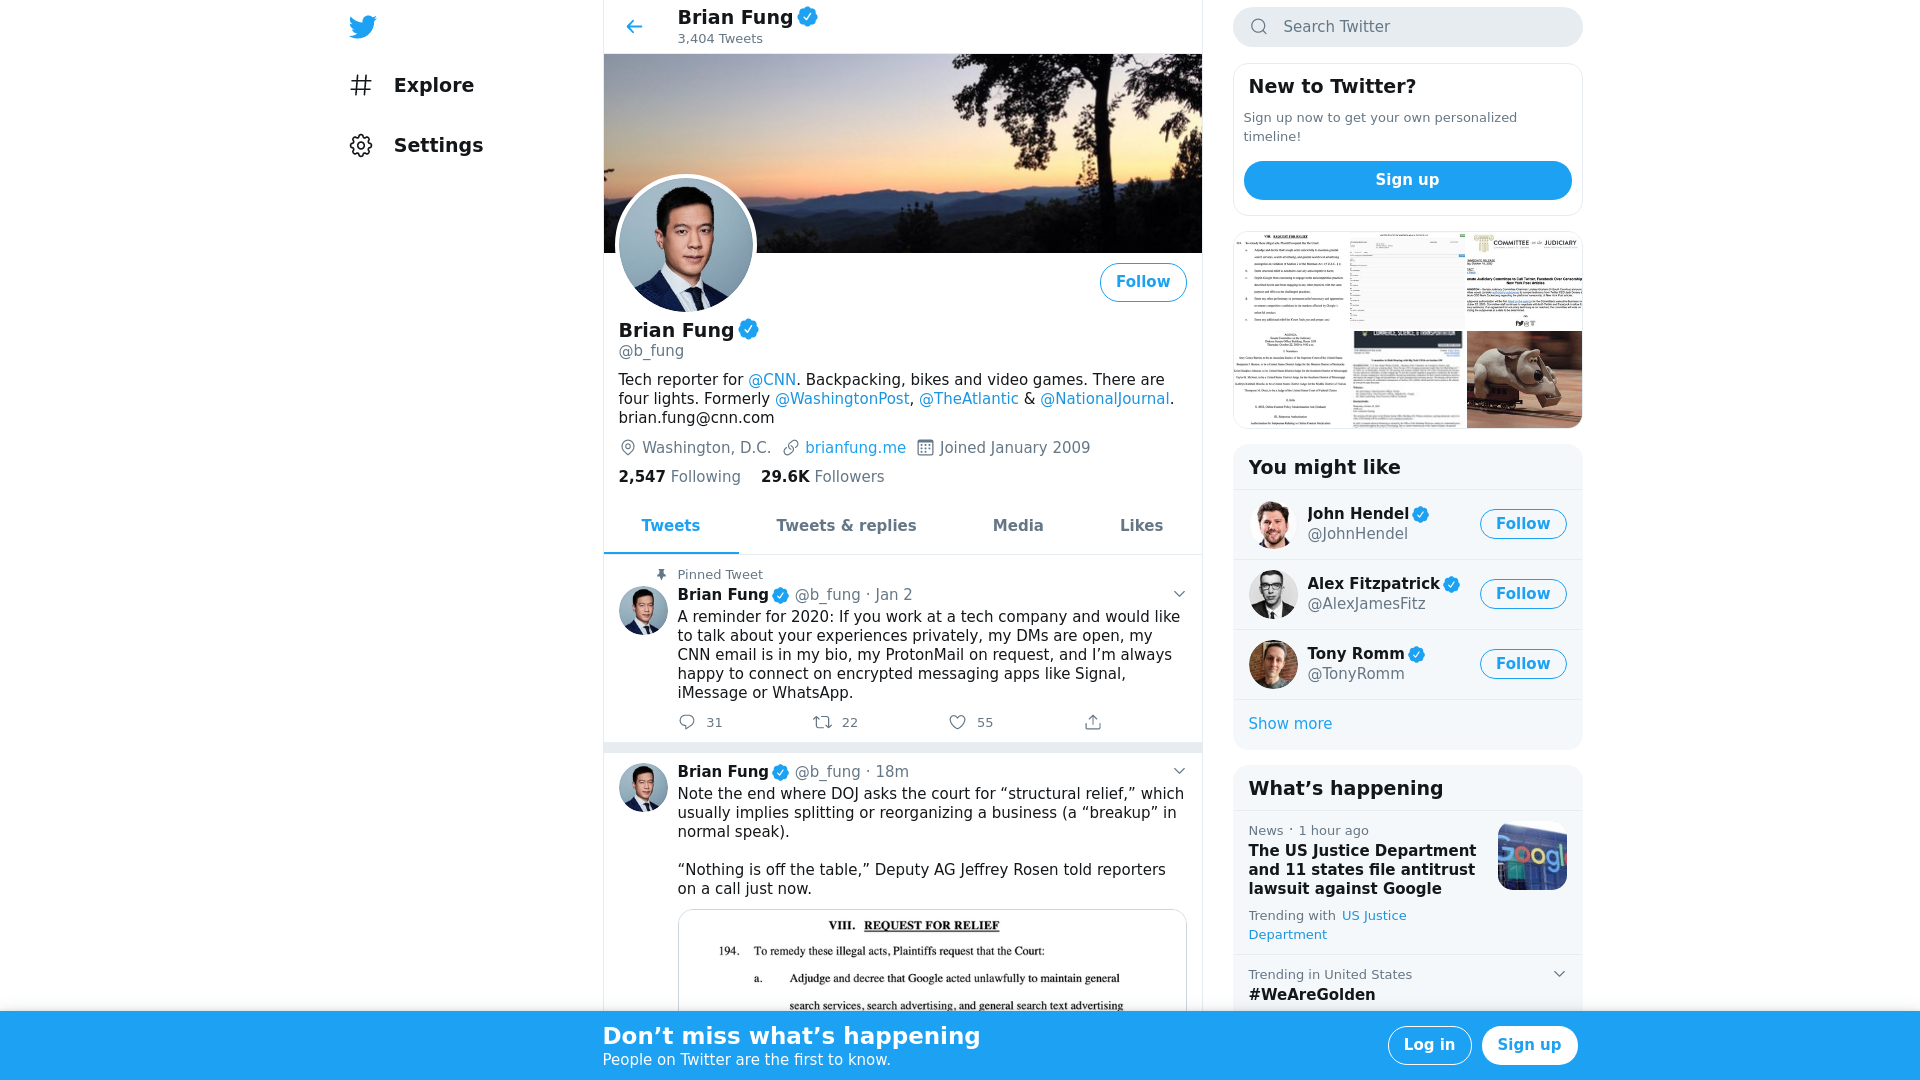 Explore
Settings
Brian Fung
3,404 Tweets
Follow
Brian Fung
@b_fung
Tech reporter for @CNN. Backpacking, bikes and video games. There are
four lights. Formerly @WashingtonPost, @TheAtlantic & @NationalJournal.
brian.fung@cnn.com
Washington, D.C. brianfung.me Joined January 2009
2,547 Following 29.6K Followers
Tweets Tweets & replies Media Likes
Pinned Tweet
Brian Fung @b_fung · Jan 2
A reminder for 2020: If you work at a tech company and would like
to talk about your experiences privately, my DMs are open, my
CNN email is in my bio, my ProtonMail on request, and I’m always
happy to connect on encrypted messaging apps like Signal,
iMessage or WhatsApp.
31 22 55
Brian Fung @b_fung · 18m
Note the end where DOJ asks the court for “structural relief,” which
usually implies splitting or reorganizing a business (a “breakup” in
normal speak).
“Nothing is off the table,” Deputy AG Jeffrey Rosen told reporters
on a call just now.
VIII. REQUEST FOR RELIEF
194. To remedy these illegal acts, Plaintiffs request that the Court:
a. Adjudge and decree that Google acted unlawfully to maintain general
search services, search advertising, and general search text advertising
Search Twitter
New to Twitter?
Sign up now to get your own personalized
timeline!
Sign up
VIII. REQUEST FOR RELIEF
COMMITTEE on the JUDICIARY
COMMERCE, SCIENCE, & TRANSPORTATION
You might like
John Hendel
@JohnHendel
Follow
Alex Fitzpatrick
@AlexJamesFitz
Follow
Tony Romm
@TonyRomm
Follow
Show more
What’s happening
News · 1 hour ago
The US Justice Department
and 11 states file antitrust
lawsuit against Google
Trending with US Justice
Department
Googl
Trending in United States
#WeAreGolden
Don’t miss what’s happening
People on Twitter are the first to know.
Log in
Sign up